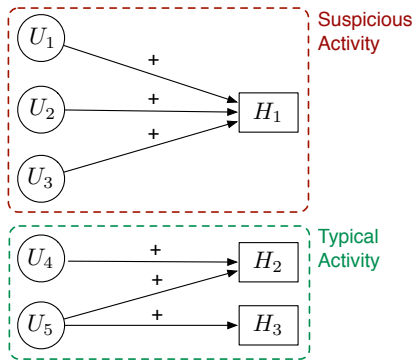 U1
Suspicious
Activity
+
U2
+
H1
+
U3
Typical
Activity
U4
+
H2
+
U5
+
H3